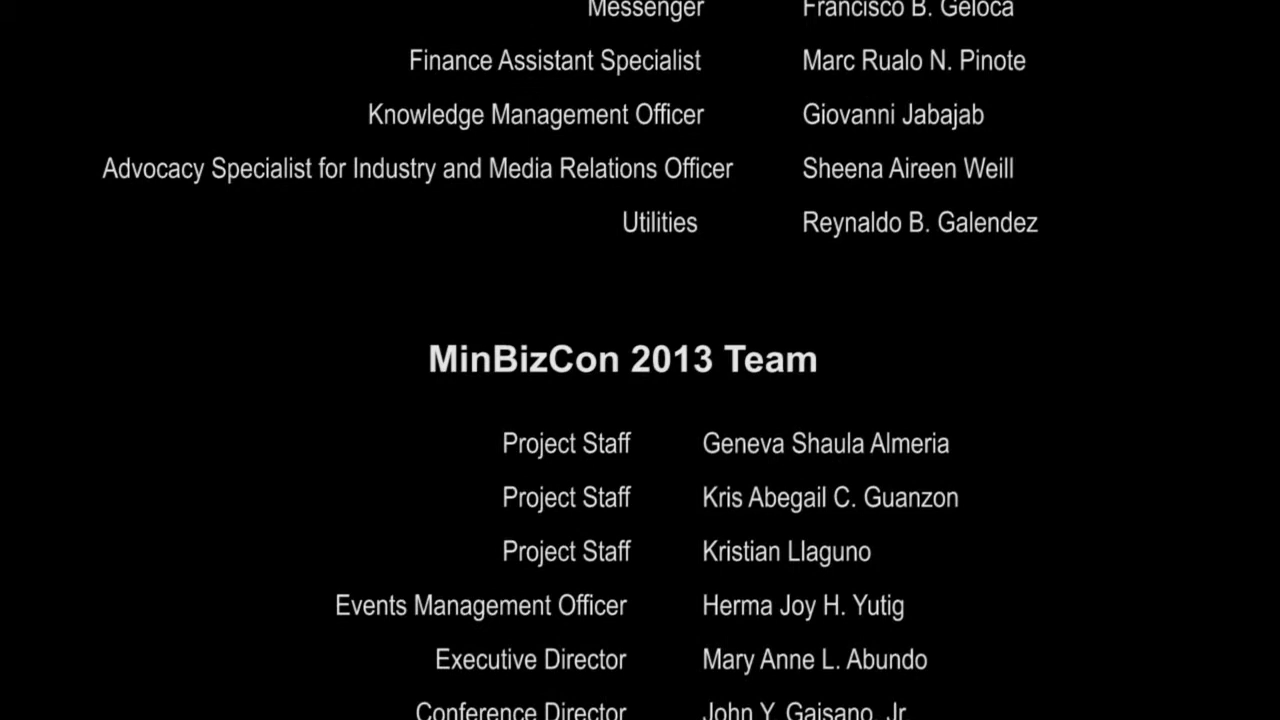 Messenger Francisco B. Geloca
Finance Assistant Specialist Marc Rualo N. Pinote
Knowledge Management Officer Giovanni Jabajab
Advocacy Specialist for Industry and Media Relations Officer Sheena Aireen Weill
Utilities Reynaldo B. Galendez
MinBizCon 2013 Team
Project Staff Geneva Shaula Almeria
Project Staff Kris Abegail C. Guanzon
Project Staff Kristian Llaguno
Events Management Officer Herma Joy H. Yutig
Executive Director Mary Anne L. Abundo
Conference Director John Y. Gaisano, Jr